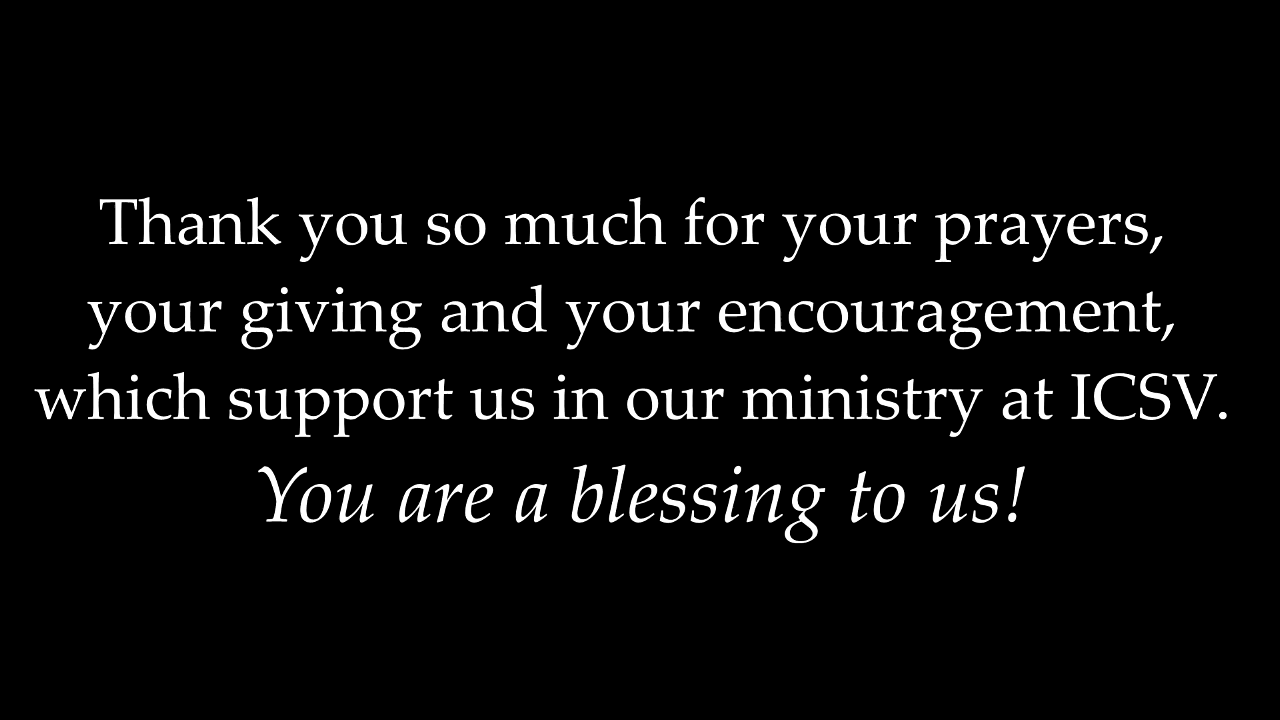 Thank you so much for your prayers,
your giving and your encouragement,
which support us in our ministry at ICSV.
You are a blessing to us!